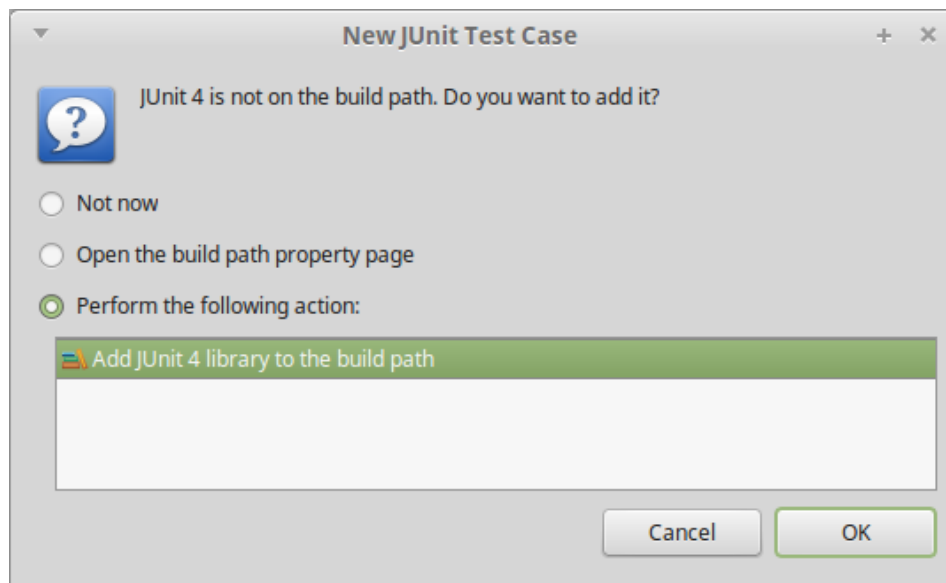 New JUnit Test Case
JUnit 4 is not on the build path. Do you want to add it?
Not now
Open the build path property page
Perform the following action:
Add JUnit 4 library to the build path
Cancel
OK